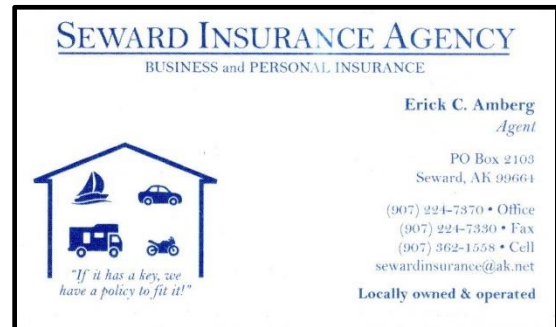 SEWARD INSURANCE AGENCY
BUSINESS and PERSONAL INSURANCE
Erick C. Amberg
Agent
PO Box 2103
Seward, AK 99664
(907) 224-7370 • Office
(907) 224-7330 • Fax
(907) 362-1558 • Cell
sewardinsurance@ak.net
Locally owned & operated
"If it has a key, we
have a policy to fit it!"